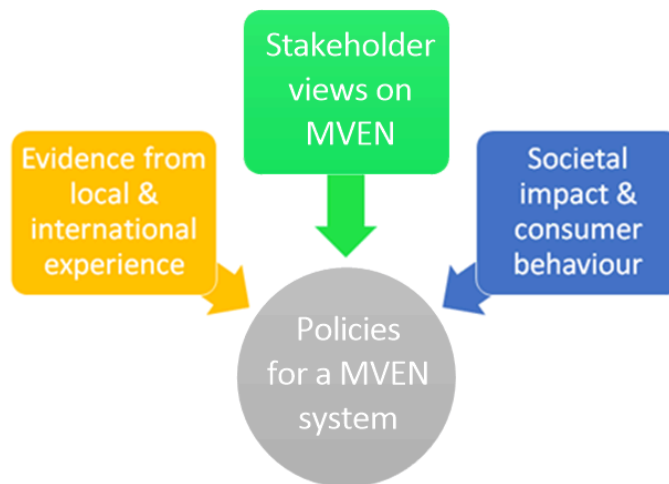 Stakeholder
views on
MVEN
Evidence from
local &
international
experience
Societal
impact &
consumer
behaviour
Policies
for a MVEN
system